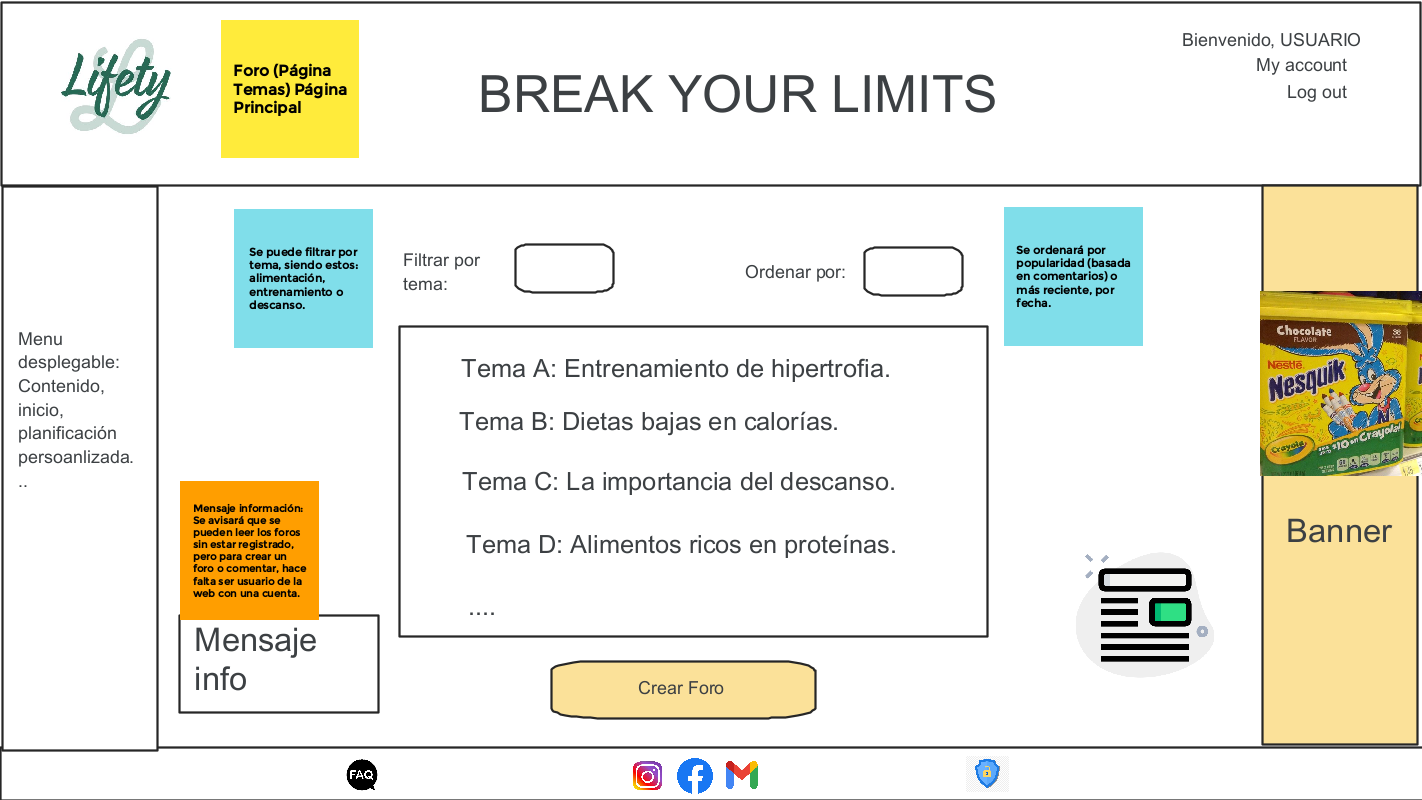 Lifety
Foro (Página
Temas) Página
Principal
BREAK YOUR LIMITS
Bienvenido, USUARIO
My account
Log out
Menu
desplegable:
Contenido,
inicio,
planificación
persoanlizada.
..
Se puede filtrar por
tema, siendo estos:
alimentación,
entrenamiento o
descanso.
Filtrar por
tema:
Ordenar por:
Se ordenará por
popularidad (basada
en comentarios) o
más reciente, por
fecha.
Tema A: Entrenamiento de hipertrofia.
Tema B: Dietas bajas en calorías.
Tema C: La importancia del descanso.
Tema D: Alimentos ricos en proteínas.
....
Mensaje información:
Se avisará que se
pueden leer los foros
sin estar registrado,
pero para crear un
foro o comentar, hace
falta ser usuario de la
web con una cuenta.
Mensaje
info
Crear Foro
Chocolate
FLAVOR
38
Nestlé
Nesquik
Crayola
$10 on Crayola
Banner
FAQ